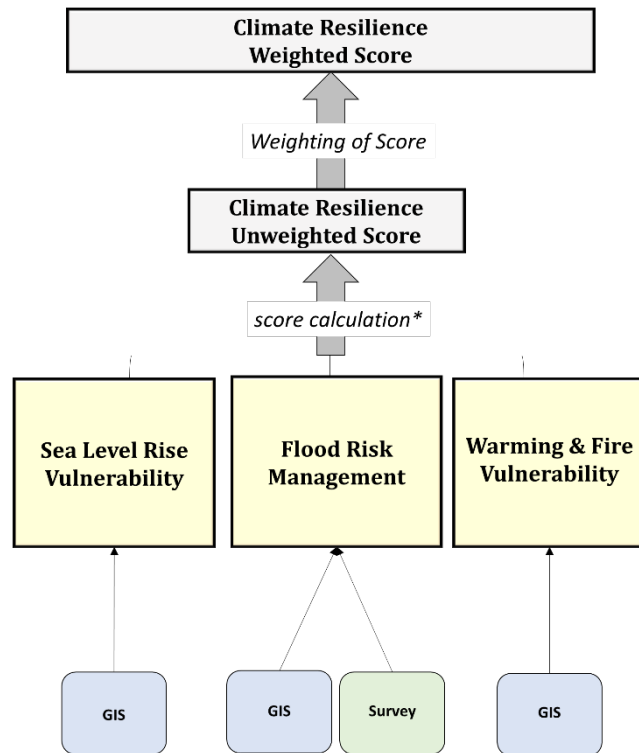 Climate Resilience
Weighted Score
Weighting of Score
Climate Resilience
Unweighted Score
score calculation*
Sea Level Rise
Vulnerability
Flood Risk
Management
Warming & Fire
Vulnerability
GIS
GIS
Survey
GIS